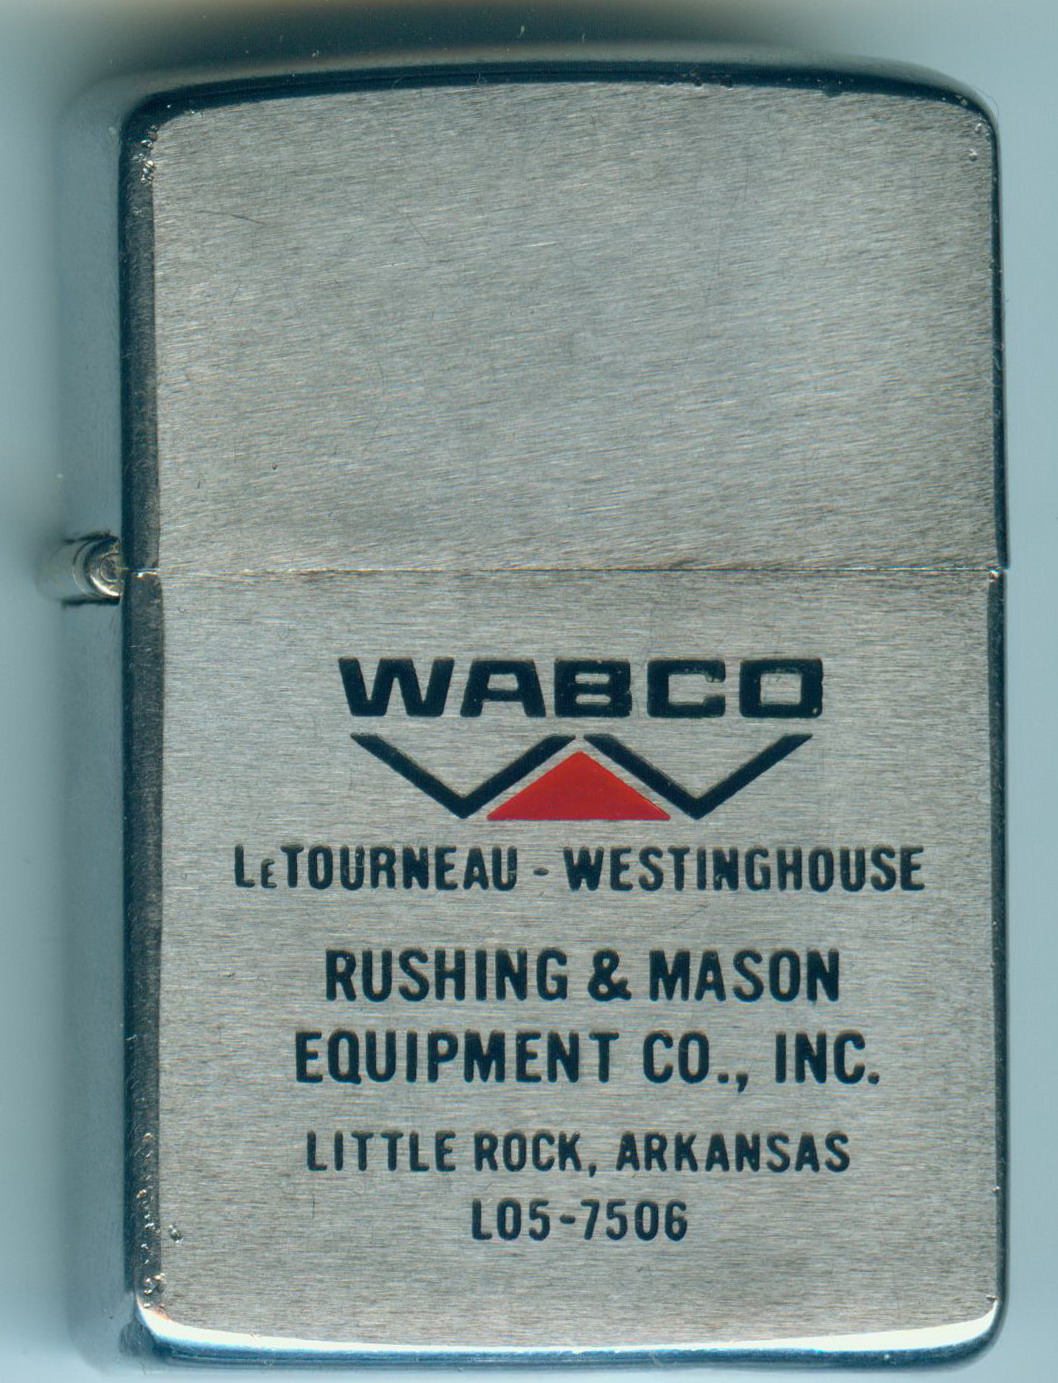 WABCO
LETOURNEAU - WESTINGHOUSE
RUSHING & MASON
EQUIPMENT CO., INC.
LITTLE ROCK, ARKANSAS
LO5-7506